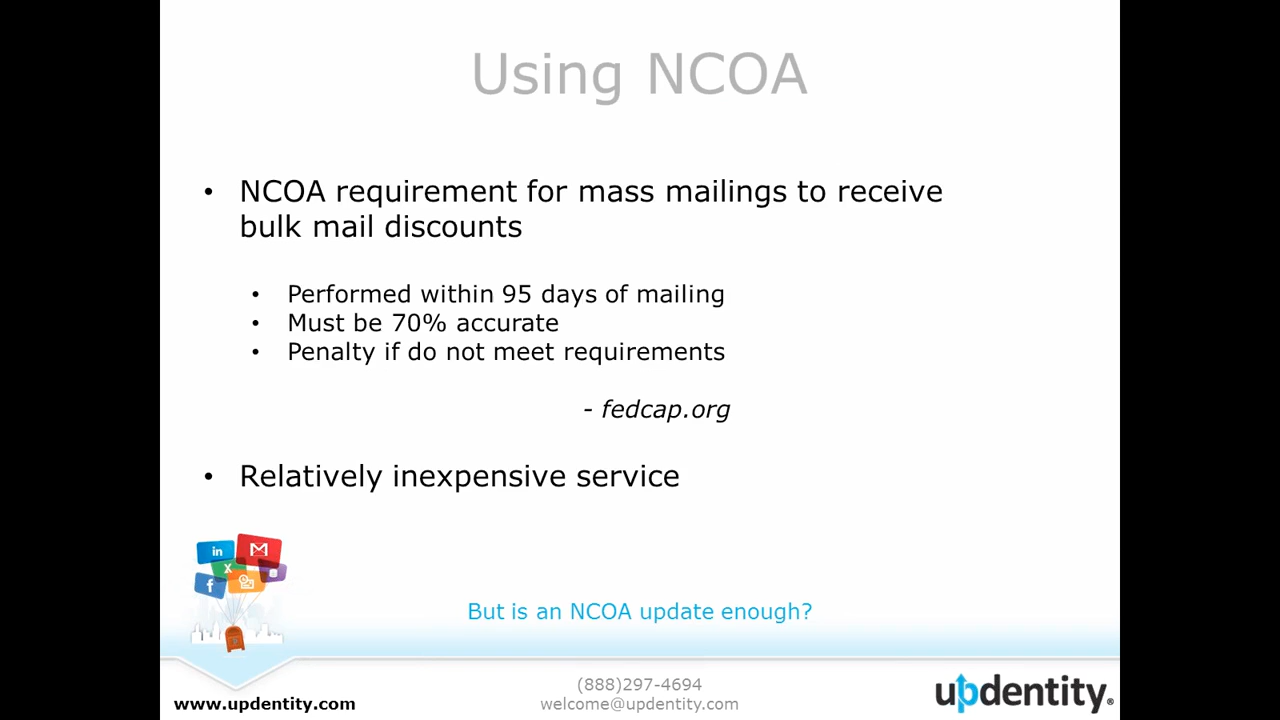 Using NCOA
• NCOA requirement for mass mailings to receive
bulk mail discounts
• Performed within 95 days of mailing
• Must be 70% accurate
• Penalty if do not meet requirements
- fedcap.org
• Relatively inexpensive service
in
X
f
But is an NCOA update enough?
(888)297-4694
www.updentity.com
welcome@updentity.com
updentity®